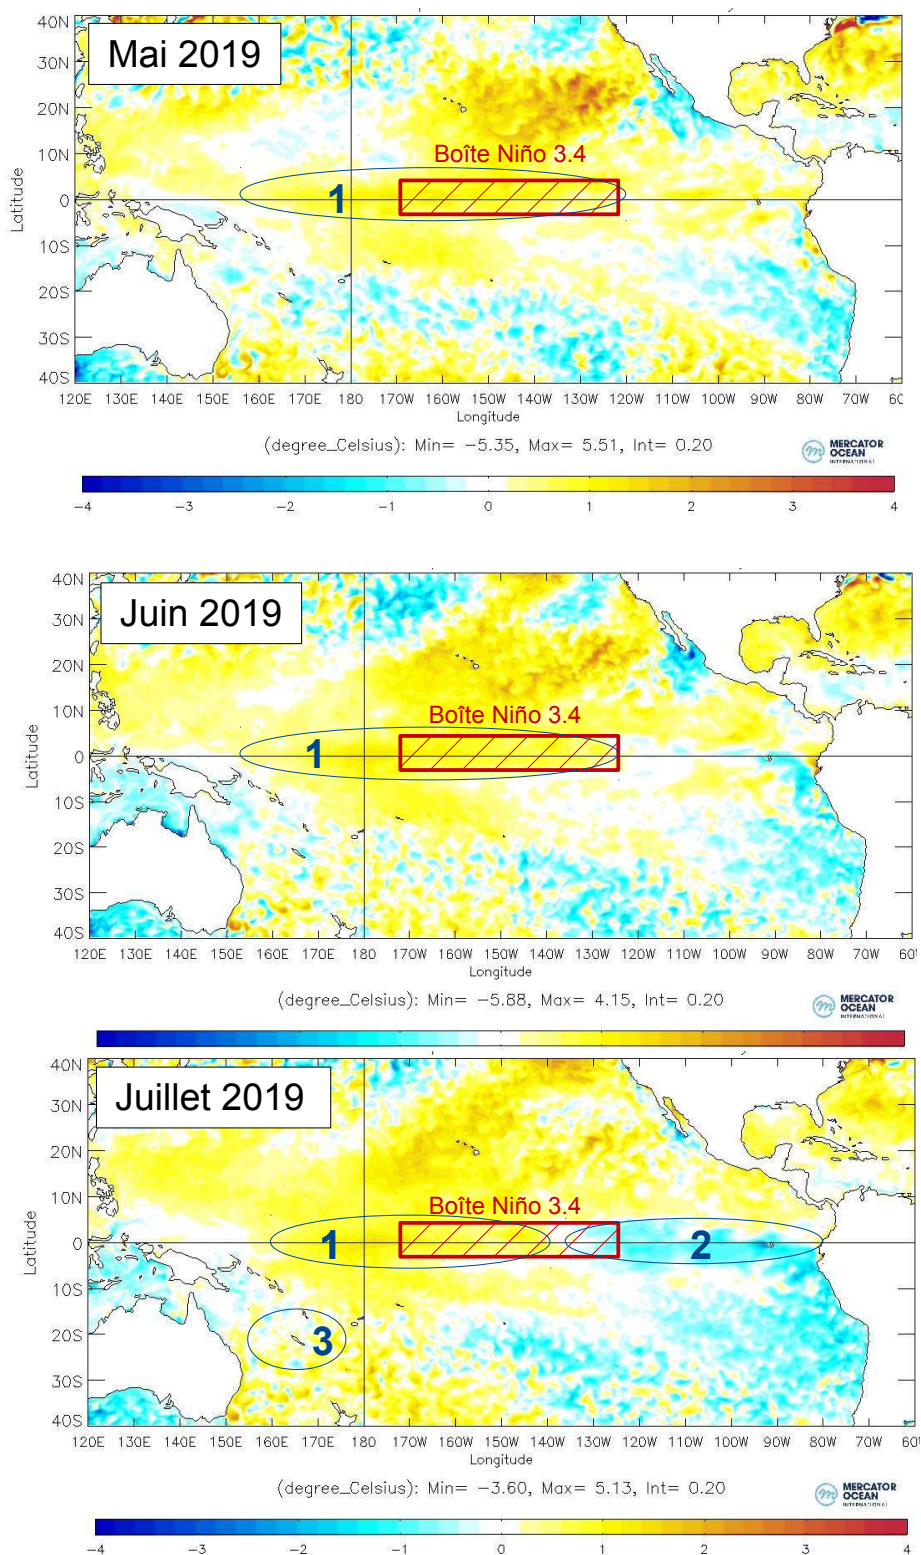 Mai 2019
40N
30N
20N
10N
0
10S
20S
30S
40S
Latitude
Boîte Niño 3.4
1
120E 130E 140E 150E 160E 170E 180 170W 160W 150W 140W 130W 120W 110W 100W 90W 80W 70W 60
Longitude
(degree_Celsius): Min= −5.35, Max= 5.51, Int= 0.20
MERCATOR
OCEAN
INTERNATIONAL
−4 −3 −2 −1 0 1 2 3 4
Juin 2019
40N
30N
20N
10N
0
10S
20S
30S
40S
Latitude
Boîte Niño 3.4
1
120E 130E 140E 150E 160E 170E 180 170W 160W 150W 140W 130W 120W 110W 100W 90W 80W 70W 60
Longitude
(degree_Celsius): Min= −5.88, Max= 4.15, Int= 0.20
MERCATOR
OCEAN
INTERNATIONAL
Juillet 2019
40N
30N
20N
10N
0
10S
20S
30S
40S
Latitude
Boîte Niño 3.4
1
2
3
120E 130E 140E 150E 160E 170E 180 170W 160W 150W 140W 130W 120W 110W 100W 90W 80W 70W 60
Longitude
(degree_Celsius): Min= −3.60, Max= 5.13, Int= 0.20
MERCATOR
OCEAN
INTERNATIONAL
−4 −3 −2 −1 0 1 2 3 4